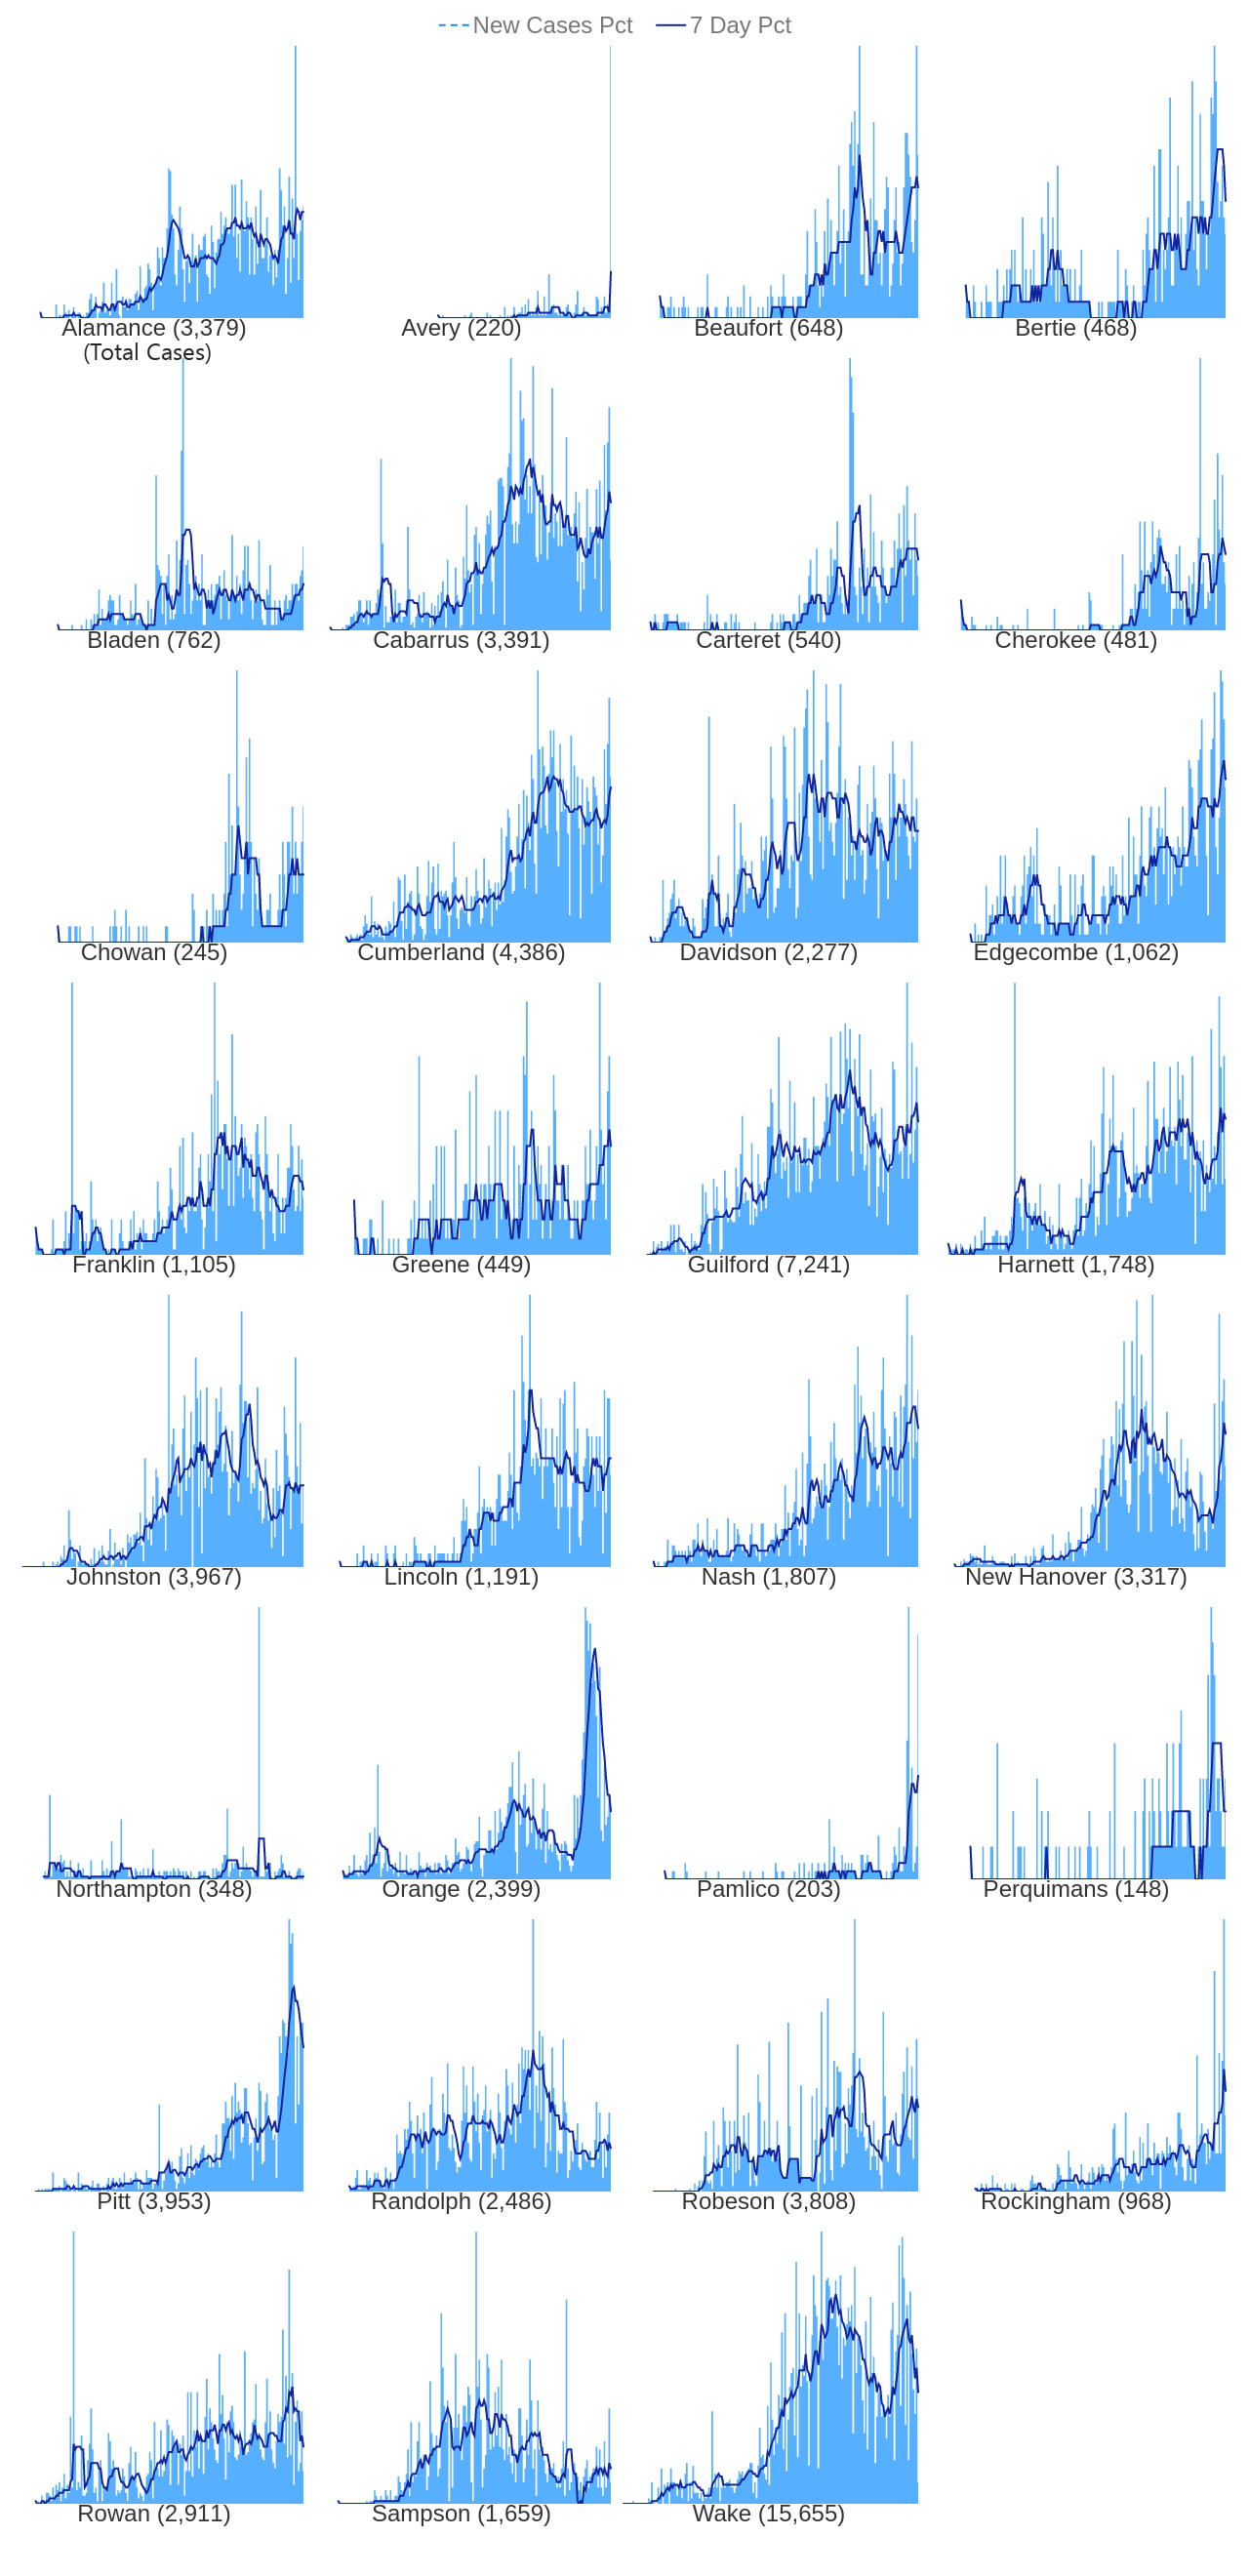 New Cases Pct 7 Day Pct
Alamance (3,379) Avery (220) Beaufort (648) Bertie (468)
(Total Cases)
Bladen (762) Cabarrus (3,391) Carteret (540) Cherokee (481)
Chowan (245) Cumberland (4,386) Davidson (2,277) Edgecombe (1,062)
Franklin (1,105) Greene (449) Guilford (7,241) Harnett (1,748)
Johnston (3,967) Lincoln (1,191) Nash (1,807) New Hanover (3,317)
Northampton (348) Orange (2,399) Pamlico (203) Perquimans (148)
Pitt (3,953) Randolph (2,486) Robeson (3,808) Rockingham (968)
Rowan (2,911) Sampson (1,659) Wake (15,655)